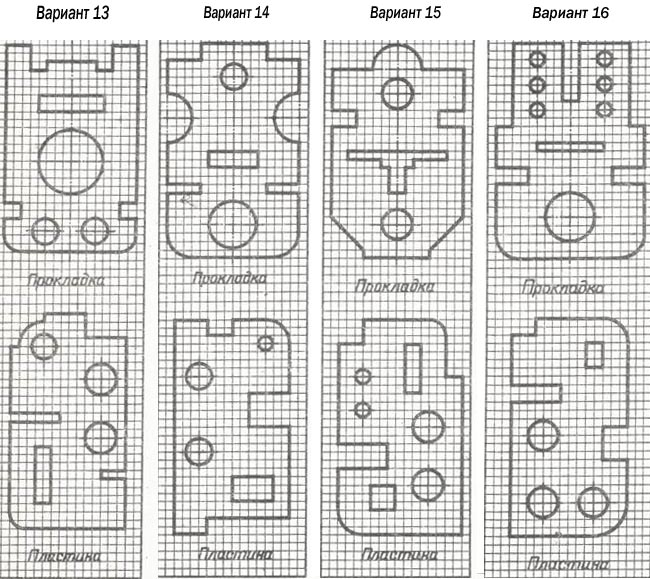 Вариант 13
Вариант 14
Вариант 15
Вариант 16
Прокладка
Прокладка
Прокладка
Прокладка
Пластина
Пластина
Пластина
Пластина